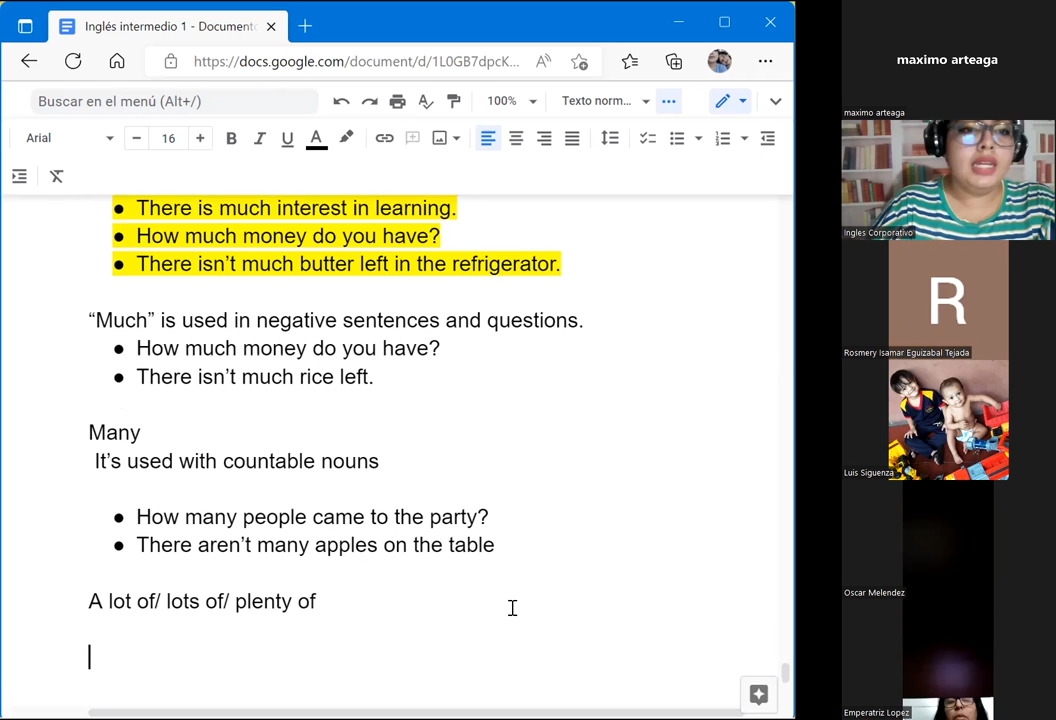 Inglés intermedio 1 - Document
https://docs.google.com/document/d/1L0GB7dpcK...
Buscar en el menú (Alt+/)
100%
Texto norm...
Arial
16
B I U A
● There is much interest in learning.
● How much money do you have?
● There isn’t much butter left in the refrigerator.
“Much” is used in negative sentences and questions.
● How much money do you have?
● There isn’t much rice left.
Many
It’s used with countable nouns
● How many people came to the party?
● There aren’t many apples on the table
A lot of/ lots of/ plenty of
maximo arteaga
maximo arteaga
Ingles Corporativo
R
Rosmery Isamar Eguizabal Tejada
Luis Siguenza
Oscar Melendez
Emperatriz Lopez